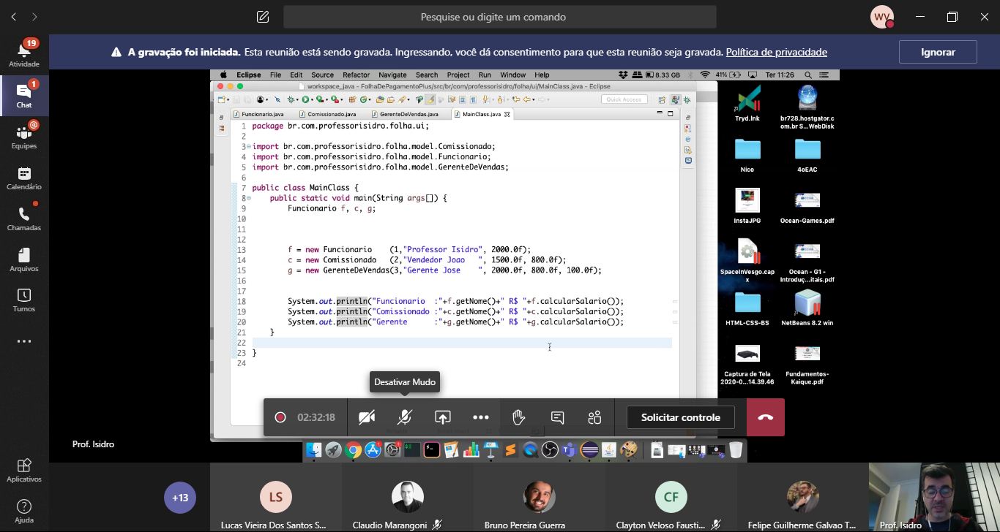 Pesquise ou digite um comando
WV
19
Atividade
1
Chat
@
Equipes
Calendário
Chamadas
Arquivos
Turnos
Aplicativos
Ajuda
A gravação foi iniciada. Esta reunião está sendo gravada. Ingressando, você dá consentimento para que esta reunião seja gravada. Política de privacidade
Ignorar
Eclipse File Edit Source Refactor Navigate Search Project Run Window Help
8.33 GB 41% Ter 11:26
workspace_java - FolhaDePagamentoPlus/src/br/com/professorisidro/folha/ui/MainClass.java - Eclipse
Quick Access
Funcionario.java Comissionado.java GerenteDeVendas.java MainClass.java
1 package br.com.professorisidro.folha.ui;
2
3 import br.com.professorisidro.folha.model.Comissionado;
4 import br.com.professorisidro.folha.model.Funcionario;
5 import br.com.professorisidro.folha.model.GerenteDeVendas;
6
7 public class MainClass {
8 public static void main(String args[]) {
9 Funcionario f, c, g;
10
11
12
13 f = new Funcionario (1,"Professor Isidro", 2000.0f);
14 c = new Comissionado (2,"Vendedor Joao ", 1500.0f, 800.0f);
15 g = new GerenteDeVendas(3,"Gerente Jose ", 2000.0f, 800.0f, 100.0f);
16
17
18 System.out.println("Funcionario :"+f.getNome()+" R$ "+f.calcularSalario());
19 System.out.println("Comissionado :"+c.getNome()+" R$ "+c.calcularSalario());
20 System.out.println("Gerente :"+g.getNome()+" R$ "+g.calcularSalario());
21 }
22
23 }
24
Tryd.lnk
br728.hostgator.c
om.br S...WebDisk
Nico
4oEAC
InstaJPG
Ocean-Games.pdf
SpaceInVesgo.cap
x
Ocean - G1 -
Introduç...itais.pdf
HTML-CSS-BS
NetBeans 8.2 win
Captura de Tela
2020-0...14.39.46
Fundamentos-
Kaique.pdf
Desativar Mudo
02:32:18
Solicitar controle
Prof. Isidro
+13
LS
Lucas Vieira Dos Santos S...
Claudio Marangoni
Bruno Pereira Guerra
CF
Clayton Veloso Fausti...
Felipe Guilherme Galvao T...
Prof. Isidro